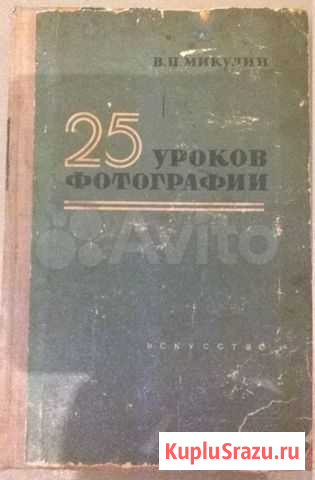 В. П. МИКУЛИН
25 УРОКОВ
ФОТОГРАФИИ
Avito
ИСКУССТВО
KupluSrazu.ru